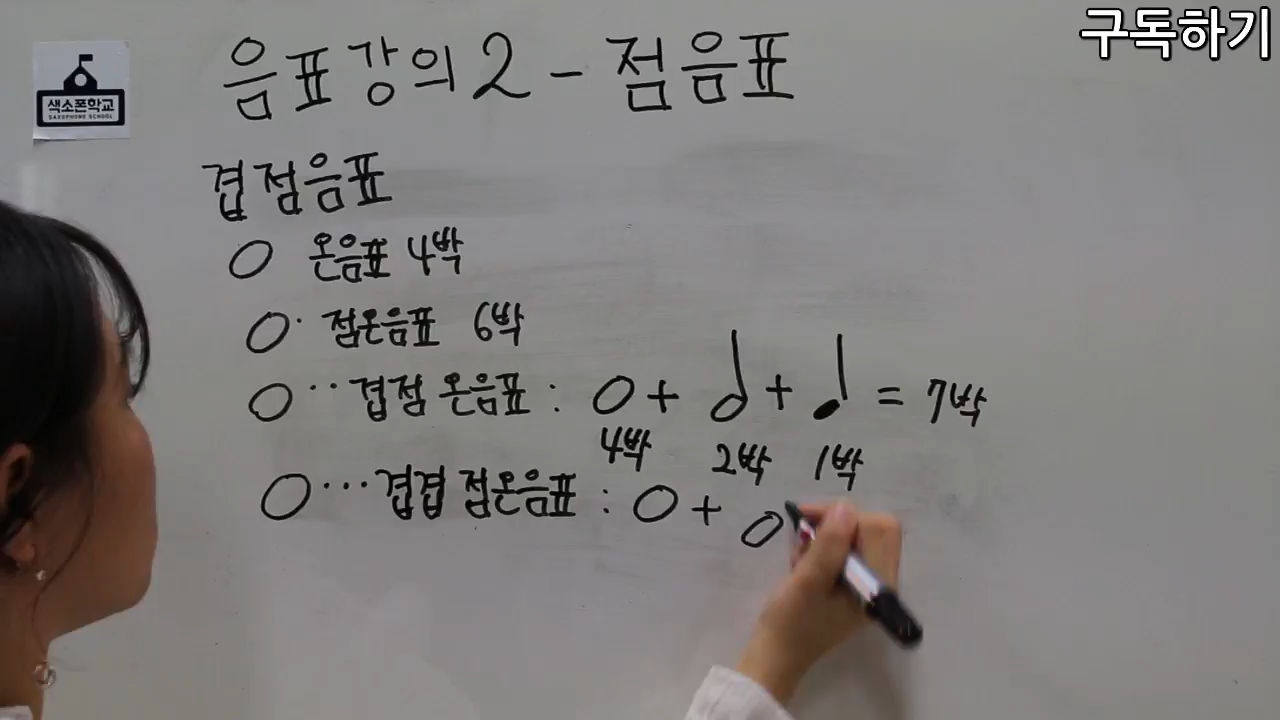 구독하기
색소폰학교
SAXOPHONE SCHOOL
음표강의2 - 점음표
겹점음표
온음표 4박
점온음표 6박
겹점 온음표 : + + = 7박
4박 2박 1박
겹겹 점온음표 : +